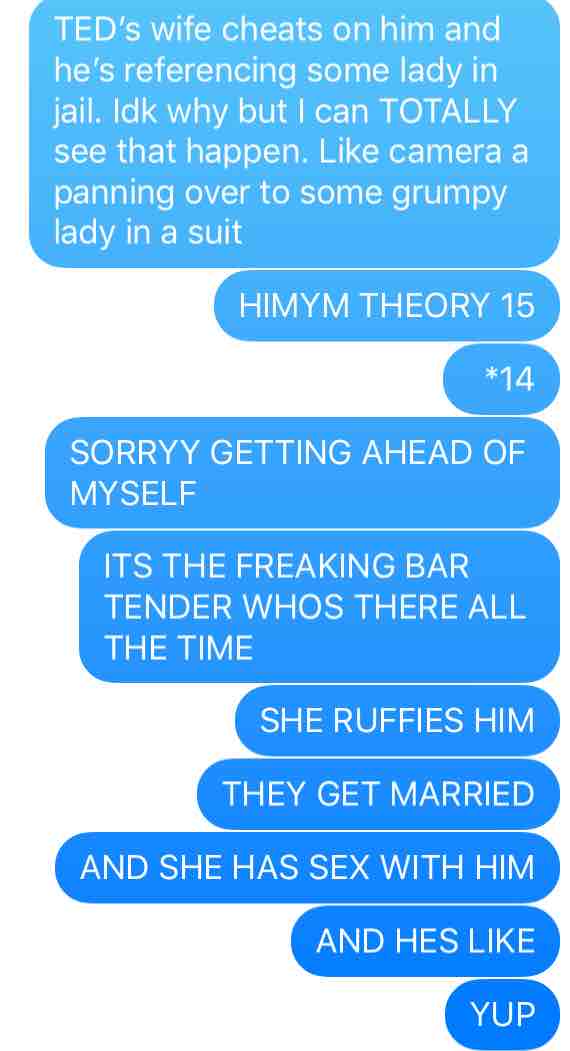 TED’s wife cheats on him and
he’s referencing some lady in
jail. Idk why but I can TOTALLY
see that happen. Like camera a
panning over to some grumpy
lady in a suit
HIMYM THEORY 15
*14
SORRYY GETTING AHEAD OF
MYSELF
ITS THE FREAKING BAR
TENDER WHOS THERE ALL
THE TIME
SHE RUFFIES HIM
THEY GET MARRIED
AND SHE HAS SEX WITH HIM
AND HES LIKE
YUP